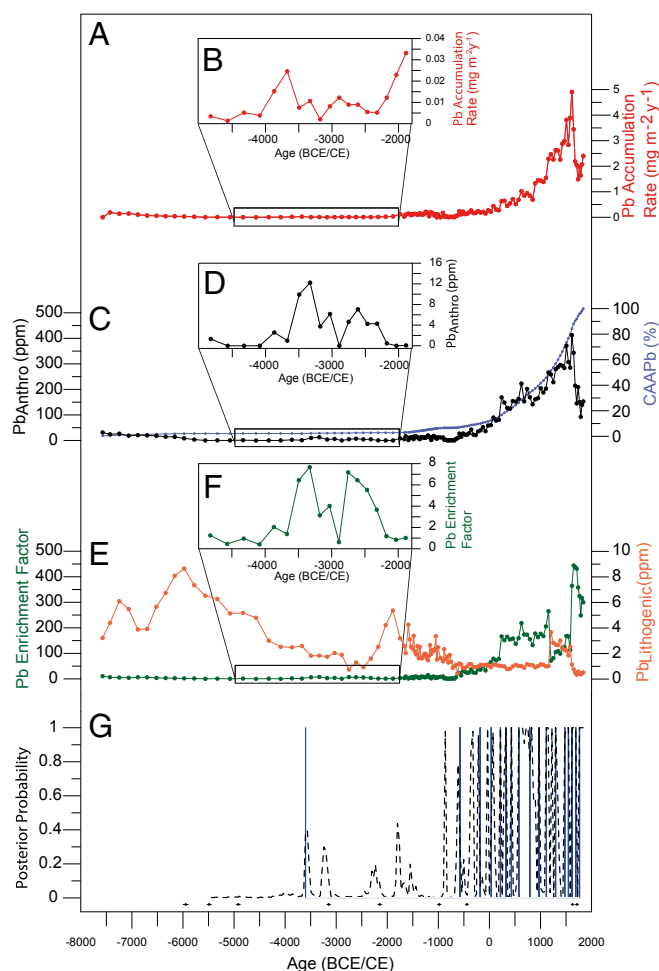 A
B
0.04
0.03
0.02
0.01
0
Pb Accumulation
Rate (mg m-2y-1)
-4000 -3000 -2000
Age (BCE/CE)
5
4
3
2
1
0
Pb Accumulation
Rate (mg m-2 y-1)
C
D
16
12
8
4
0
PbAnthro (ppm)
-4000 -3000 -2000
Age (BCE/CE)
500
400
300
200
100
0
PbAnthro (ppm)
100
80
60
40
20
0
CAAPb (%)
E
F
8
6
4
2
0
Pb Enrichment
Factor
-4000 -3000 -2000
Age (BCE/CE)
500
400
300
200
100
0
Pb Enrichment Factor
10
8
6
4
2
0
PbLithogenic(ppm)
G
1
0.8
0.6
0.4
0.2
0
Posterior Probability
-8000 -7000 -6000 -5000 -4000 -3000 -2000 -1000 0 1000 2000
Age (BCE/CE)